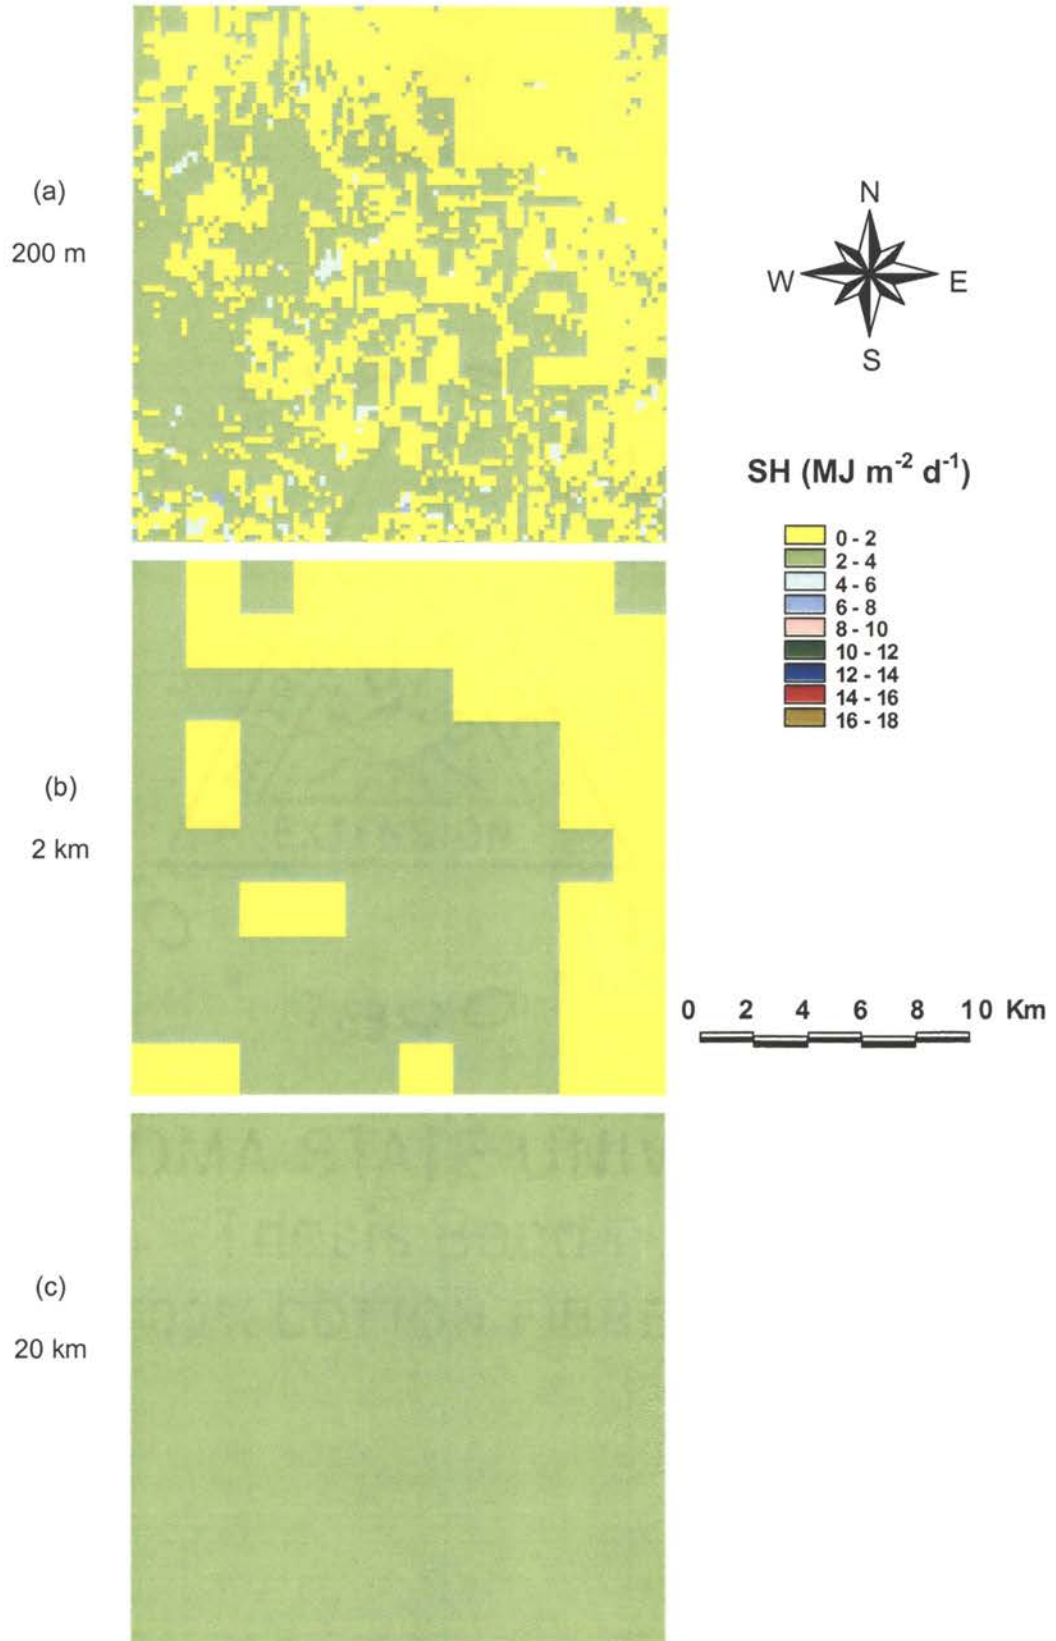 (a)
200 m
N
W E
S
SH (MJ m⁻² d⁻¹)
0 - 2
2 - 4
4 - 6
6 - 8
8 - 10
10 - 12
12 - 14
14 - 16
16 - 18
(b)
2 km
0 2 4 6 8 10 Km
(c)
20 km